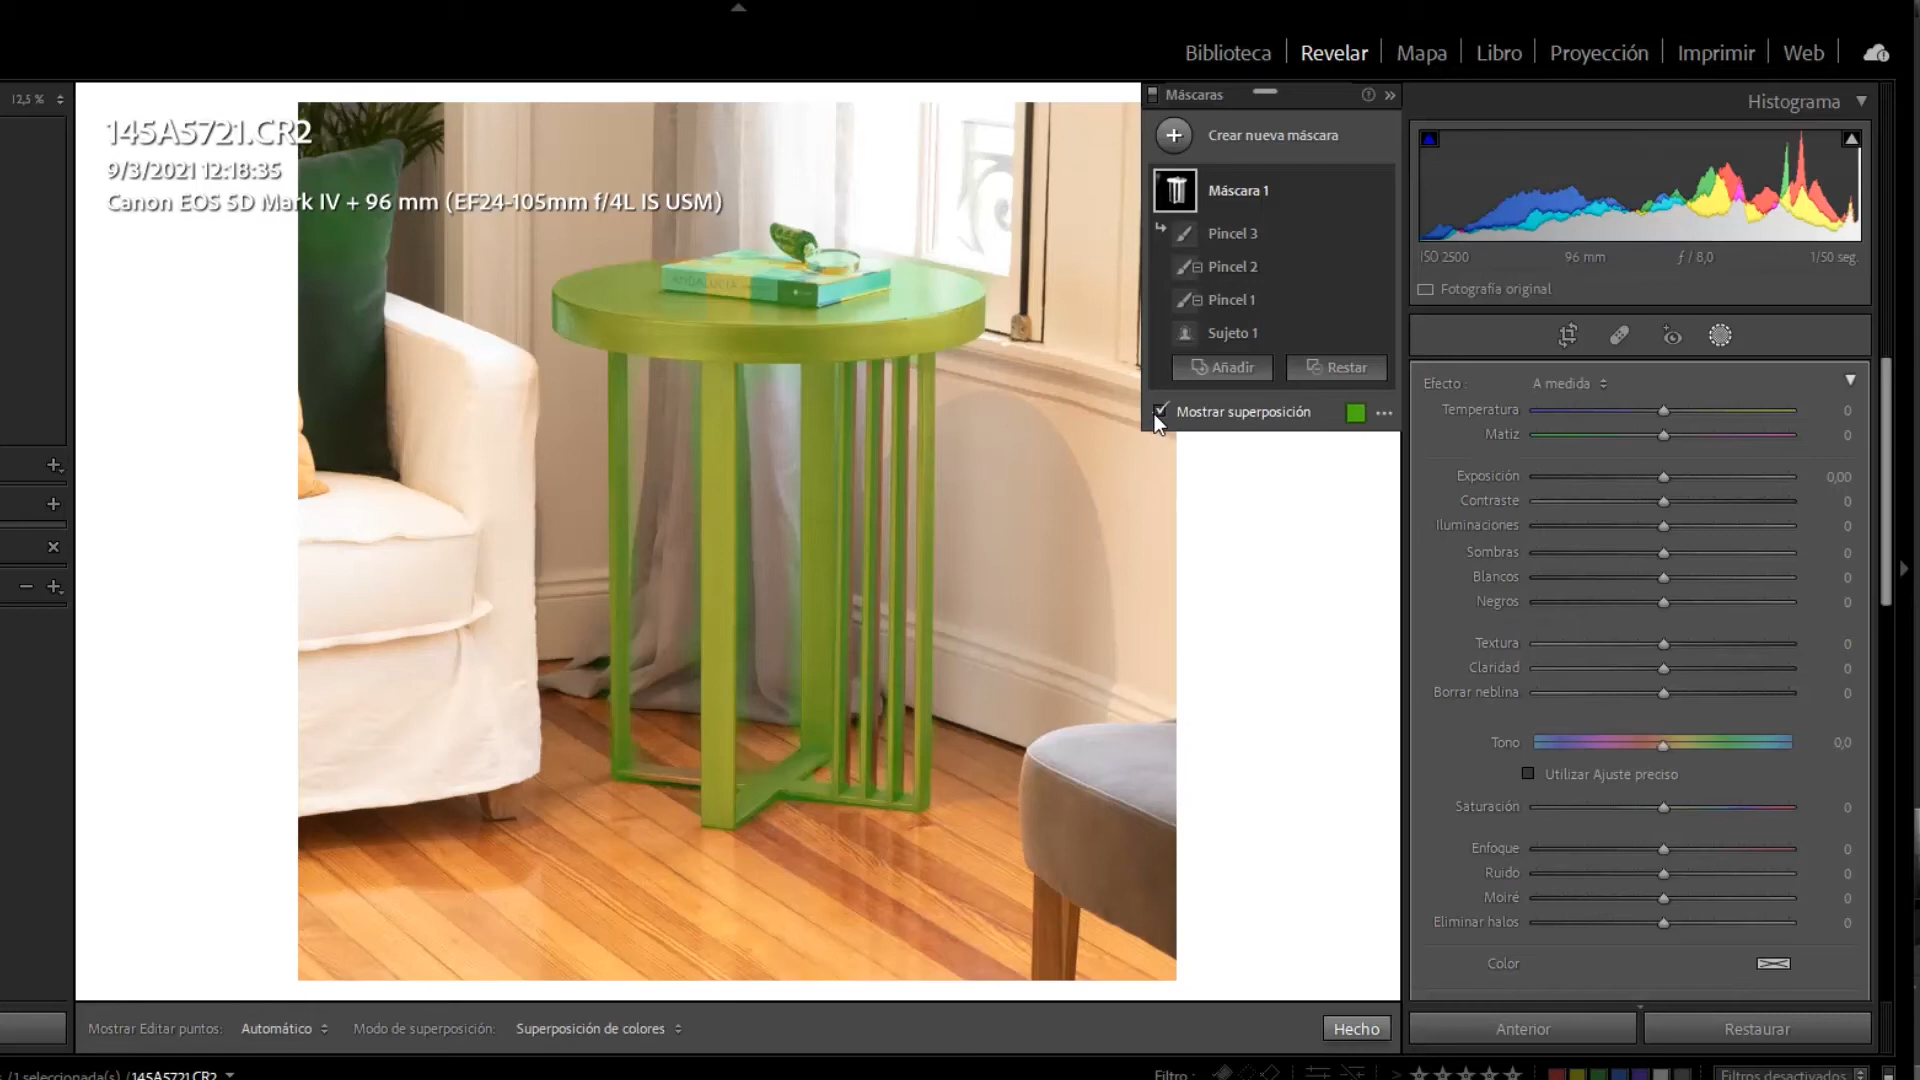 Biblioteca
Revelar
Mapa
Libro
Proyección
Imprimir
Web
12,5 %
Máscaras
Histograma
145A5721.CR2
9/3/2021 12:18:35
Canon EOS 5D Mark IV + 96 mm (EF24-105mm f/4L IS USM)
Crear nueva máscara
Máscara 1
Pincel 3
Pincel 2
Pincel 1
Sujeto 1
Añadir
Restar
Mostrar superposición
ANDALUCIA
ISO 2500
96 mm
ƒ / 8,0
1/50 seg.
Fotografía original
Efecto :
A medida
Temperatura
0
Matiz
0
Exposición
0,00
Contraste
0
Iluminaciones
0
Sombras
0
Blancos
0
Negros
0
Textura
0
Claridad
0
Borrar neblina
0
Tono
0,0
Utilizar Ajuste preciso
Saturación
0
Enfoque
0
Ruido
0
Moiré
0
Eliminar halos
0
Color
Mostrar Editar puntos:
Automático
Modo de superposición:
Superposición de colores
Hecho
Anterior
Restaurar
/1 seleccionada(s) /145A5721.CR2
Filtro :
Filtros desactivados